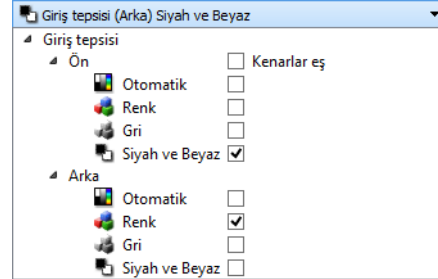 Giriş tepsisi (Arka) Siyah ve Beyaz
Giriş tepsisi
Ön Kenarlar eş
Otomatik
Renk
Gri
Siyah ve Beyaz
Arka
Otomatik
Renk
Gri
Siyah ve Beyaz